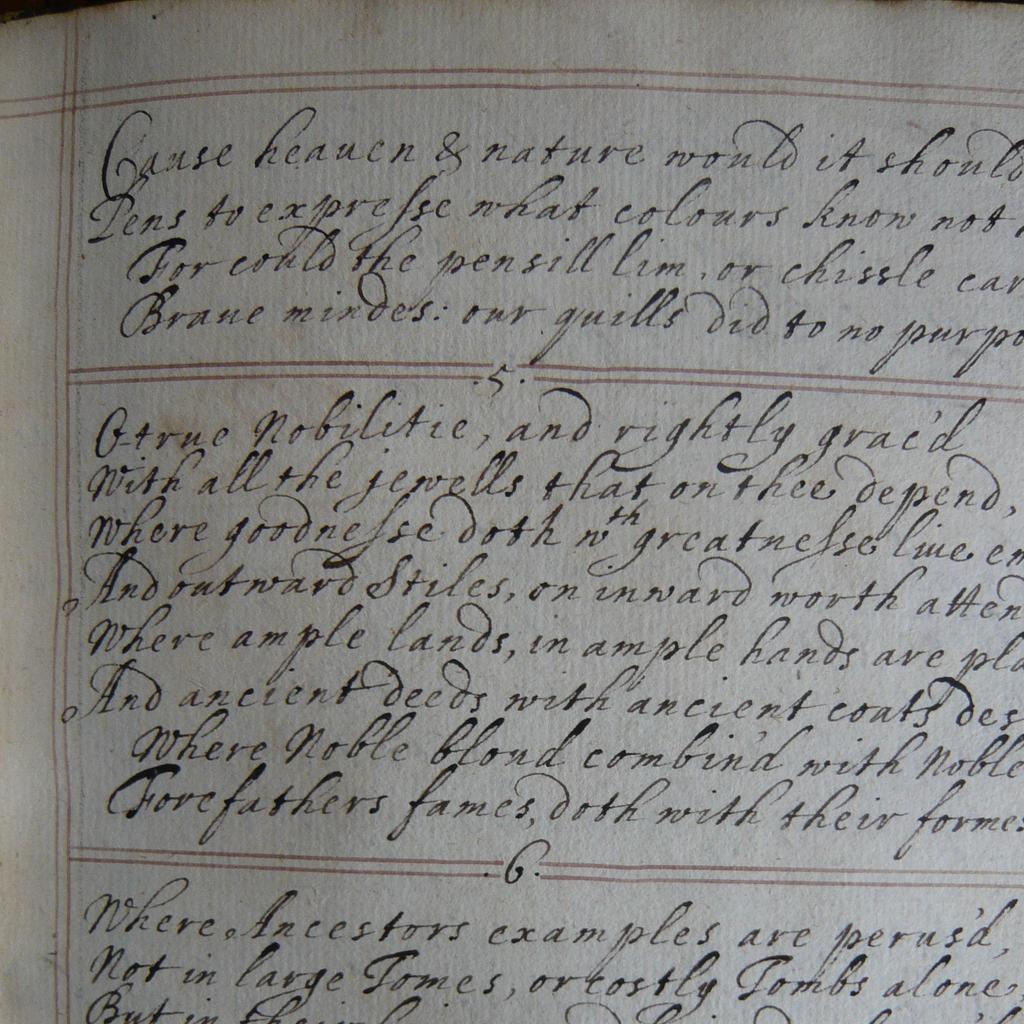 Cause heauen & nature would it should
Pens to expresse what colours know not
For could the pensill lim, or chissle car
Braue mindes: our quills did to no purpo
.5.
O true Nobilitie, and rightly grac'd
With all the jewells that on thee depend,
Where goodnesse doth wth greatnesse liue em
And outward Stiles, on inward worth atten
Where ample lands, in ample hands are pla
And ancient deeds with ancient coats des
Where Noble bloud combin'd with Noble
Forefathers fames, doth with their formes
.6.
Where Ancestors examples are perus'd,
Not in large Tomes, or costly Tombs alone,
But in their